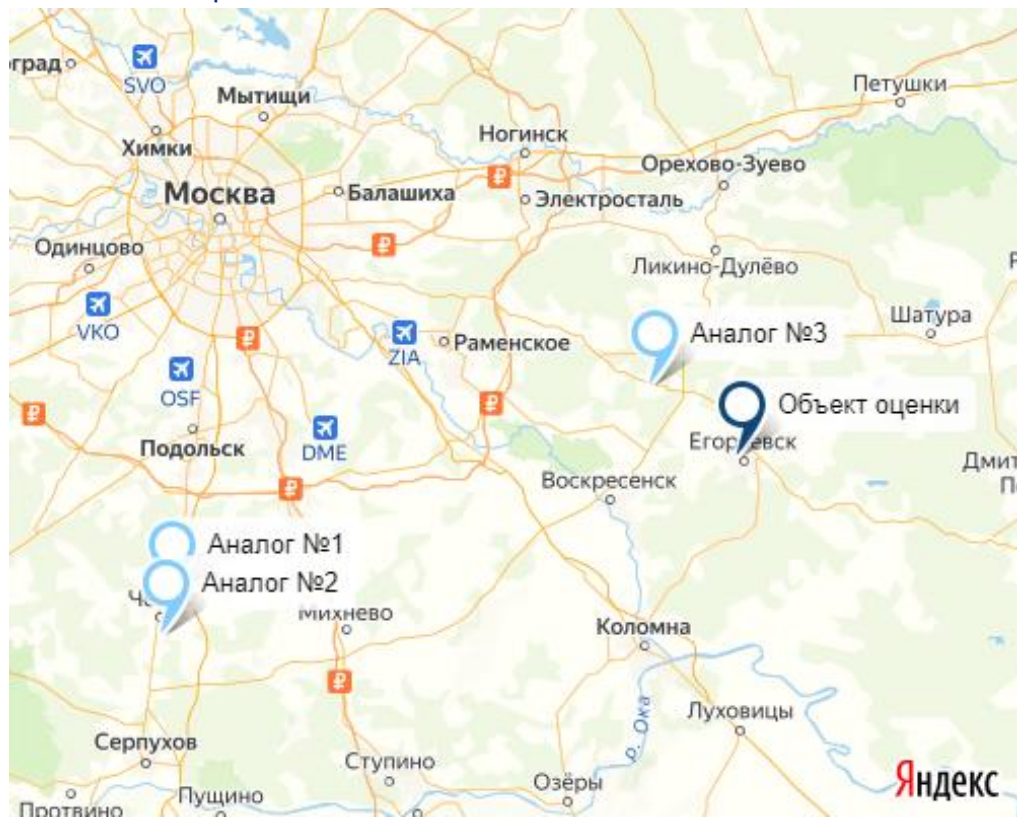 град
SVO
Мытищи
Петушки
Химки
Ногинск
Орехово-Зуево
Москва
Балашиха
Электросталь
Одинцово
Ликино-Дулёво
VKO
ZIA
Раменское
Аналог №3
Шатура
OSF
Объект оценки
Подольск
DME
Воскресенск
Дмит
Аналог №1
Аналог №2
Михнево
Коломна
р. Ока
Луховицы
Серпухов
Ступино
Озёры
Яндекс
Пущино
Протвино